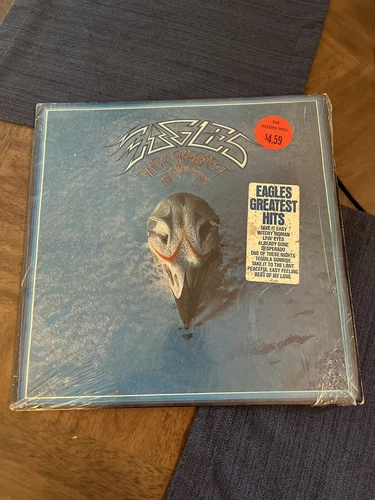 EAGLES
THEIR GREATEST
HITS
THE
RECORD MILL
$4.59
EAGLES
GREATEST
HITS
TAKE IT EASY
WITCHY WOMAN
LYIN' EYES
ALREADY GONE
DESPERADO
ONE OF THESE NIGHTS
TEQUILA SUNRISE
TAKE IT TO THE LIMIT
PEACEFUL EASY FEELING
BEST OF MY LOVE